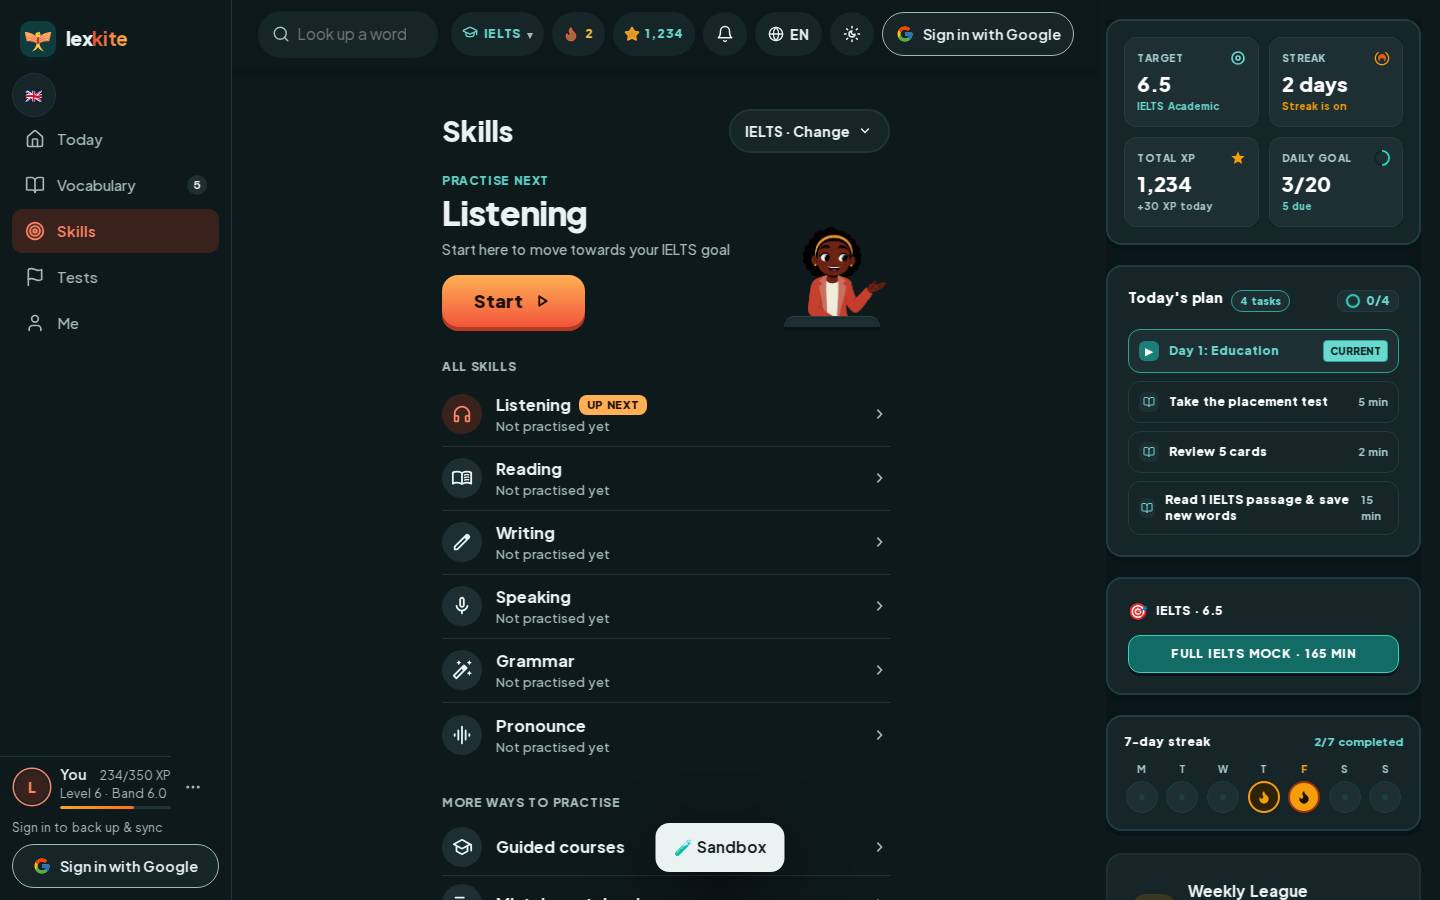 lexkite
Today
Vocabulary 5
Skills
Tests
Me
You 234/350 XP
L
Level 6 · Band 6.0
Sign in to back up & sync
Sign in with Google
Look up a word
IELTS ▾
2
1,234
EN
Sign in with Google
Skills
IELTS · Change
PRACTISE NEXT
Listening
Start here to move towards your IELTS goal
Start
ALL SKILLS
Listening UP NEXT
Not practised yet
Reading
Not practised yet
Writing
Not practised yet
Speaking
Not practised yet
Grammar
Not practised yet
Pronounce
Not practised yet
MORE WAYS TO PRACTISE
Guided courses
Sandbox
TARGET
6.5
IELTS Academic
STREAK
2 days
Streak is on
TOTAL XP
1,234
+30 XP today
DAILY GOAL
3/20
5 due
Today's plan 4 tasks 0/4
Day 1: Education CURRENT
Take the placement test 5 min
Review 5 cards 2 min
Read 1 IELTS passage & save new words 15 min
IELTS · 6.5
FULL IELTS MOCK · 165 MIN
7-day streak 2/7 completed
M T W T F S S
Weekly League